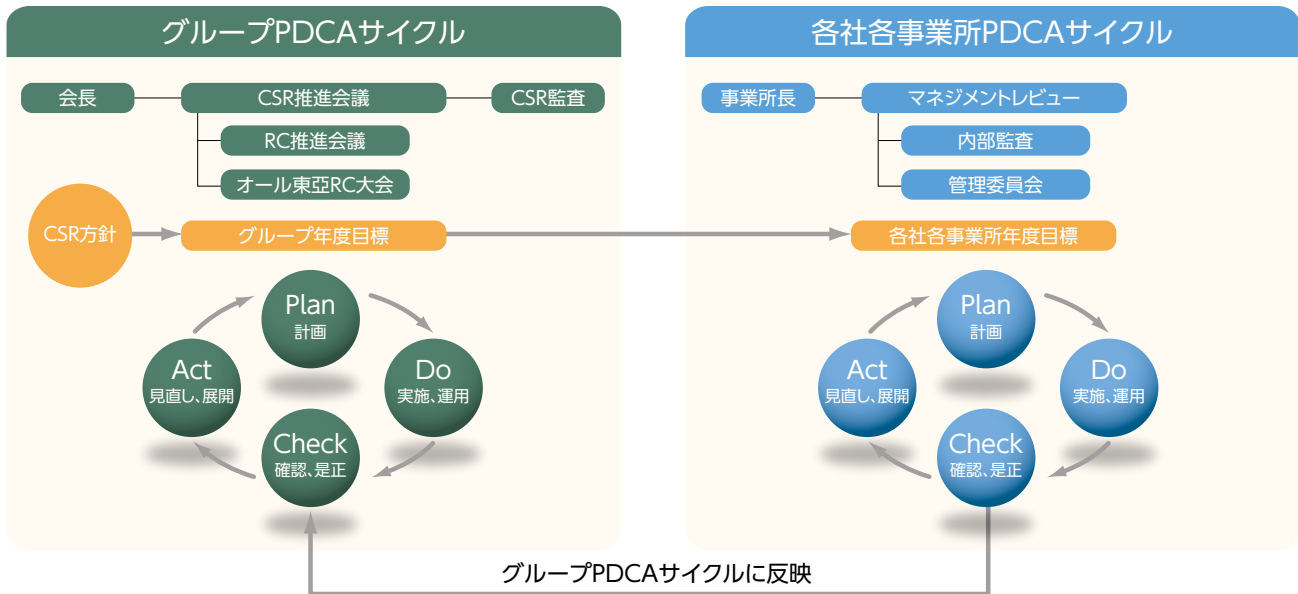 グループPDCAサイクル
会長
CSR推進会議
CSR監査
RC推進会議
オール東亞RC大会
CSR方針
グループ年度目標
Plan
計画
Do
実施、運用
Check
確認、是正
Act
見直し、展開
各社各事業所PDCAサイクル
事業所長
マネジメントレビュー
内部監査
管理委員会
各社各事業所年度目標
Plan
計画
Do
実施、運用
Check
確認、是正
Act
見直し、展開
グループPDCAサイクルに反映